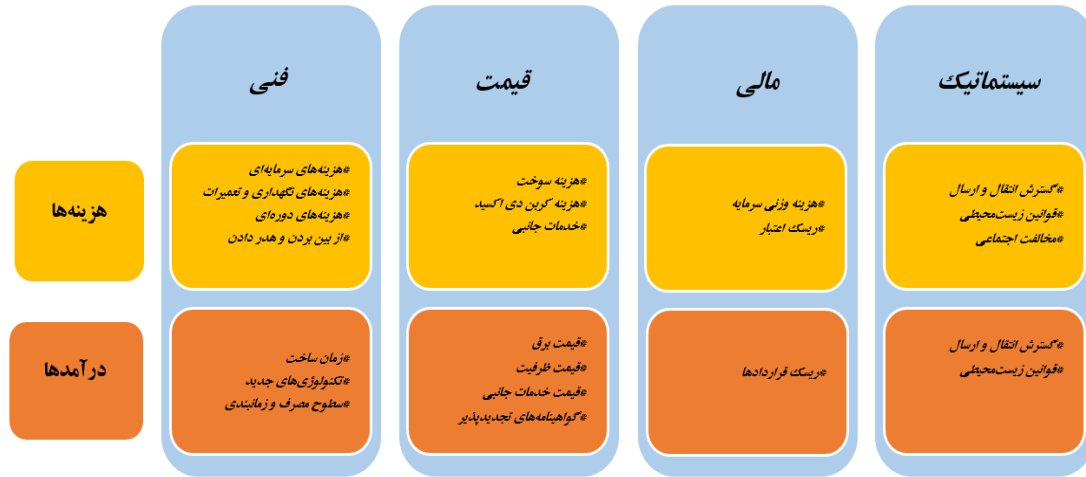 سیستماتیک
مالی
قیمت
فنی
هزینه‌ها
*گسترش انتقال و ارسال
*قوانین زیست‌محیطی
*مخالفت اجتماعی
*هزینه وزنی سرمایه
*ریسک اعتبار
*هزینه سوخت
*هزینه کربن دی اکسید
*خدمات جانبی
*هزینه‌های سرمایه‌ای
*هزینه‌های نگهداری و تعمیرات
*هزینه‌های دوره‌ای
*از بین بردن و هدر دادن
درآمدها
*گسترش انتقال و ارسال
*قوانین زیست‌محیطی
*ریسک قراردادها
*قیمت برق
*قیمت ظرفیت
*قیمت خدمات جانبی
*گواهینامه‌های تجدیدپذیر
*زمان ساخت
*تکنولوژی‌های جدید
*سطوح مصرف و زمانبندی